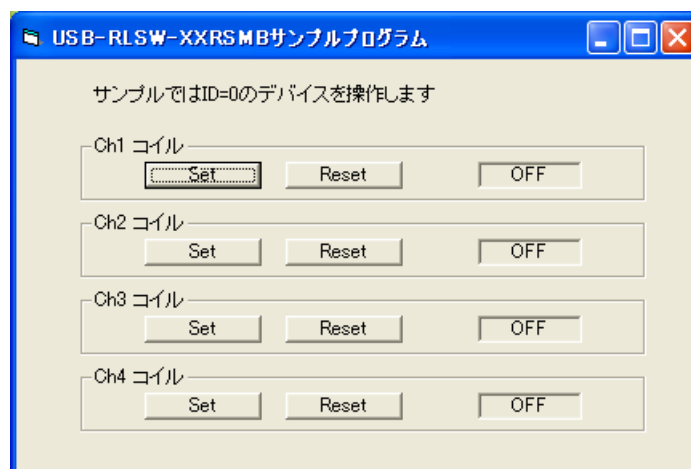 USB-RLSW-XXRSMBサンプルプログラム
サンプルではID=0のデバイスを操作します
Ch1 コイル
Set Reset OFF
Ch2 コイル
Set Reset OFF
Ch3 コイル
Set Reset OFF
Ch4 コイル
Set Reset OFF